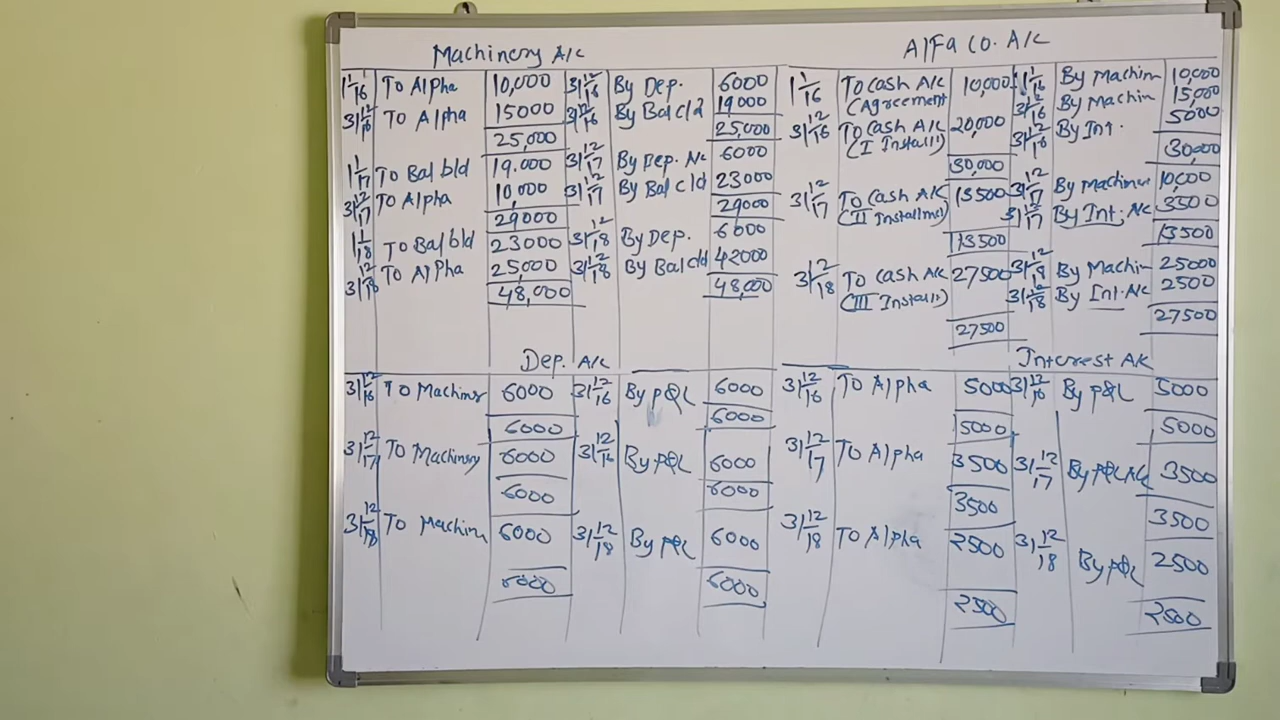 Machinery A/c
1/1/16 To Alpha 10,000 31/12/16 By Dep. 6000
31/12/16 To Alpha 15000 31/12/16 By Bal c/d 19000
25,000 25,000
1/1/17 To Bal b/d 19.000 31/12/17 By Dep. A/c 6000
31/12/17 To Alpha 10,000 31/12/17 By Bal c/d 23000
29000 29000
1/1/18 To Bal b/d 23000 31/12/18 By Dep. 6000
31/12/18 To Alpha 25,000 31/12/18 By Bal c/d 42000
48,000 48,000
Alfa Co. A/c
1/1/16 To Cash A/c 10,000 1/1/16 By Machin 10,000
(Agreement 31/12/16 By Machin 15,000
31/12/16 To Cash A/c 20,000 31/12/16 By Int. 5000
(I Install)
30,000 30,000
31/12/17 To Cash A/c 13500 31/12/17 By Machiner 10,000
(II Installment 31/12/17 By Int. A/c 3500
13500 13500
31/12/18 To Cash A/c 27500 31/12/18 By Machin 25000
(III Install) 31/12/18 By Int. A/c 2500
27500 27500
Dep. A/c
31/12/16 To Machiner 6000 31/12/16 By P&L 6000
6000 6000
31/12/17 To Machinery 6000 31/12/16 By P&L 6000
6000 6000
31/12/18 To Machin 6000 31/12/18 By P&L 6000
6000 6000
Interest A/c
31/12/16 To Alpha 5000 31/12/16 By P&L 5000
5000 5000
31/12/17 To Alpha 3500 31/12/17 By P&L A/c 3500
3500 3500
31/12/18 To Alpha 2500 31/12/18 By P&L 2500
2500 2500